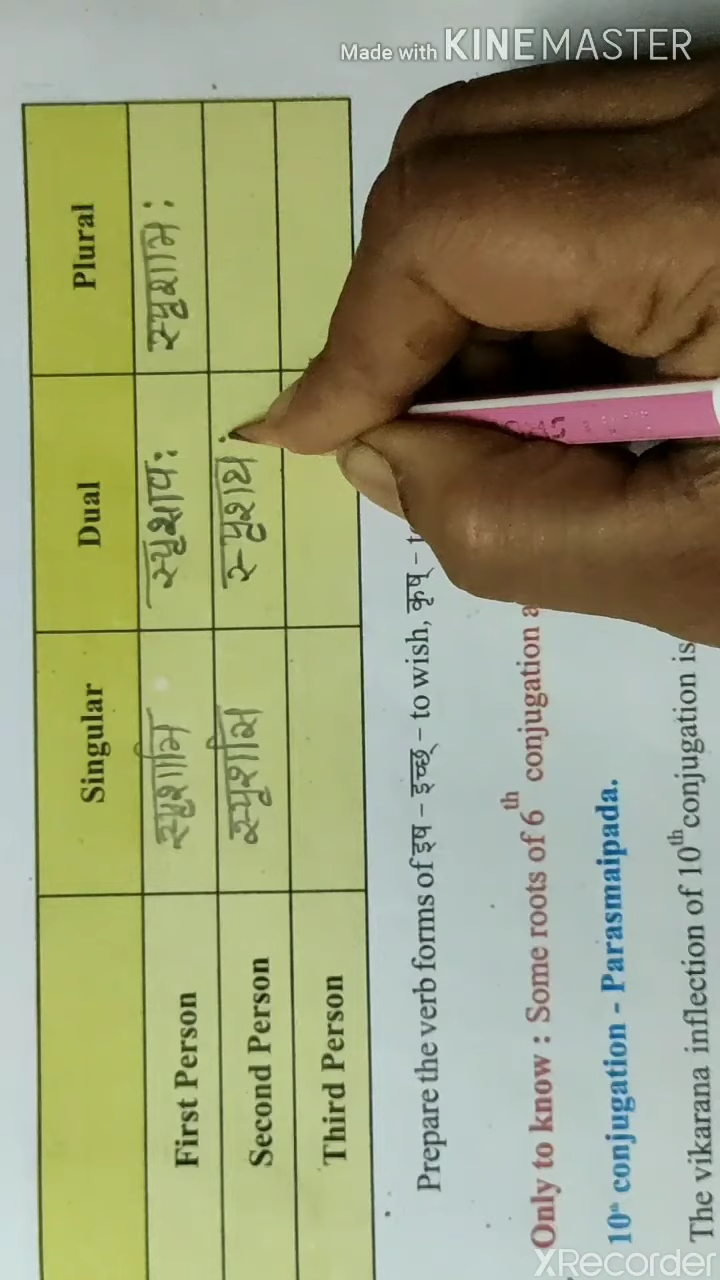 Made with KINEMASTER
Singular Dual Plural
First Person स्पृशामि स्पृशावः स्पृशामः
Second Person स्पृशसि स्पृशथः
Third Person
Prepare the verb forms of इष - इच्छ् - to wish, कृष् -
Only to know : Some roots of 6th conjugation
10th conjugation - Parasmaipada.
The vikarana inflection of 10th conjugation is
XRecorder